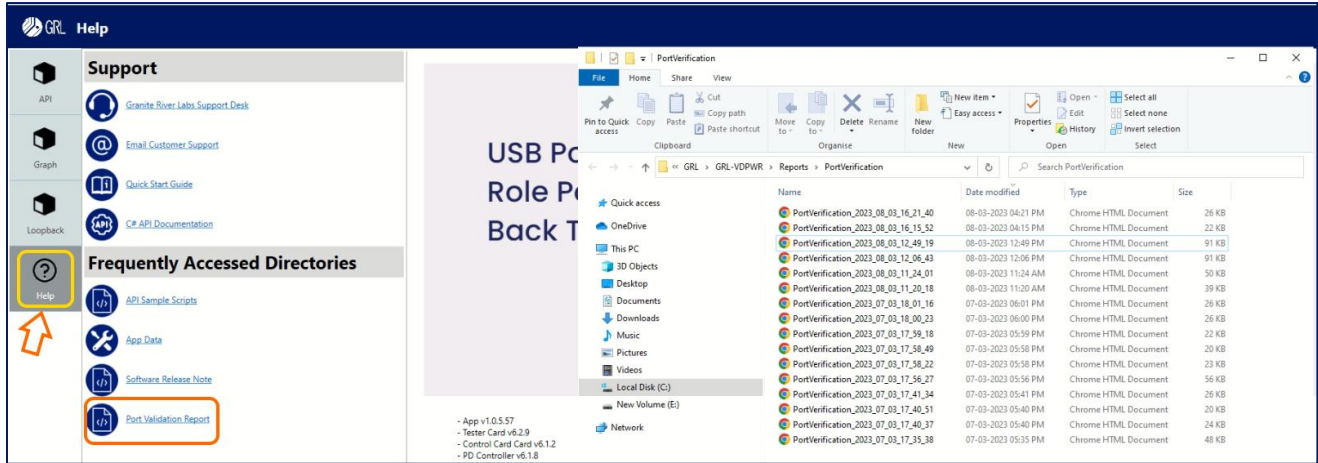 GRL Help
API
Graph
Loopback
Help
Support
Granite River Labs Support Desk
Email Customer Support
Quick Start Guide
C# API Documentation
Frequently Accessed Directories
API Sample Scripts
App Data
Software Release Note
Port Validation Report
USB Po
Role Po
Back T
- App v1.0.5.57
- Tester Card v6.2.9
- Control Card Card v6.1.2
- PD Controller v6.1.8
PortVerification
File Home Share View
Pin to Quick access
Copy
Paste
Cut
Copy path
Paste shortcut
Clipboard
Move to
Copy to
Delete
Rename
Organise
New folder
New item
Easy access
New
Properties
Open
Edit
History
Open
Select all
Select none
Invert selection
Select
« GRL › GRL-VDPWR › Reports › PortVerification
Search PortVerification
Quick access
OneDrive
This PC
3D Objects
Desktop
Documents
Downloads
Music
Pictures
Videos
Local Disk (C:)
New Volume (E:)
Network
Name Date modified Type Size
PortVerification_2023_08_03_16_21_40 08-03-2023 04:21 PM Chrome HTML Document 26 KB
PortVerification_2023_08_03_16_15_52 08-03-2023 04:15 PM Chrome HTML Document 22 KB
PortVerification_2023_08_03_12_49_19 08-03-2023 12:49 PM Chrome HTML Document 91 KB
PortVerification_2023_08_03_12_06_43 08-03-2023 12:06 PM Chrome HTML Document 91 KB
PortVerification_2023_08_03_11_24_01 08-03-2023 11:24 AM Chrome HTML Document 50 KB
PortVerification_2023_08_03_11_20_18 08-03-2023 11:20 AM Chrome HTML Document 39 KB
PortVerification_2023_07_03_18_01_16 07-03-2023 06:01 PM Chrome HTML Document 26 KB
PortVerification_2023_07_03_18_00_23 07-03-2023 06:00 PM Chrome HTML Document 26 KB
PortVerification_2023_07_03_17_59_18 07-03-2023 05:59 PM Chrome HTML Document 22 KB
PortVerification_2023_07_03_17_58_49 07-03-2023 05:58 PM Chrome HTML Document 20 KB
PortVerification_2023_07_03_17_58_22 07-03-2023 05:58 PM Chrome HTML Document 23 KB
PortVerification_2023_07_03_17_56_27 07-03-2023 05:56 PM Chrome HTML Document 56 KB
PortVerification_2023_07_03_17_41_34 07-03-2023 05:41 PM Chrome HTML Document 26 KB
PortVerification_2023_07_03_17_40_51 07-03-2023 05:40 PM Chrome HTML Document 20 KB
PortVerification_2023_07_03_17_40_37 07-03-2023 05:40 PM Chrome HTML Document 24 KB
PortVerification_2023_07_03_17_35_38 07-03-2023 05:35 PM Chrome HTML Document 48 KB